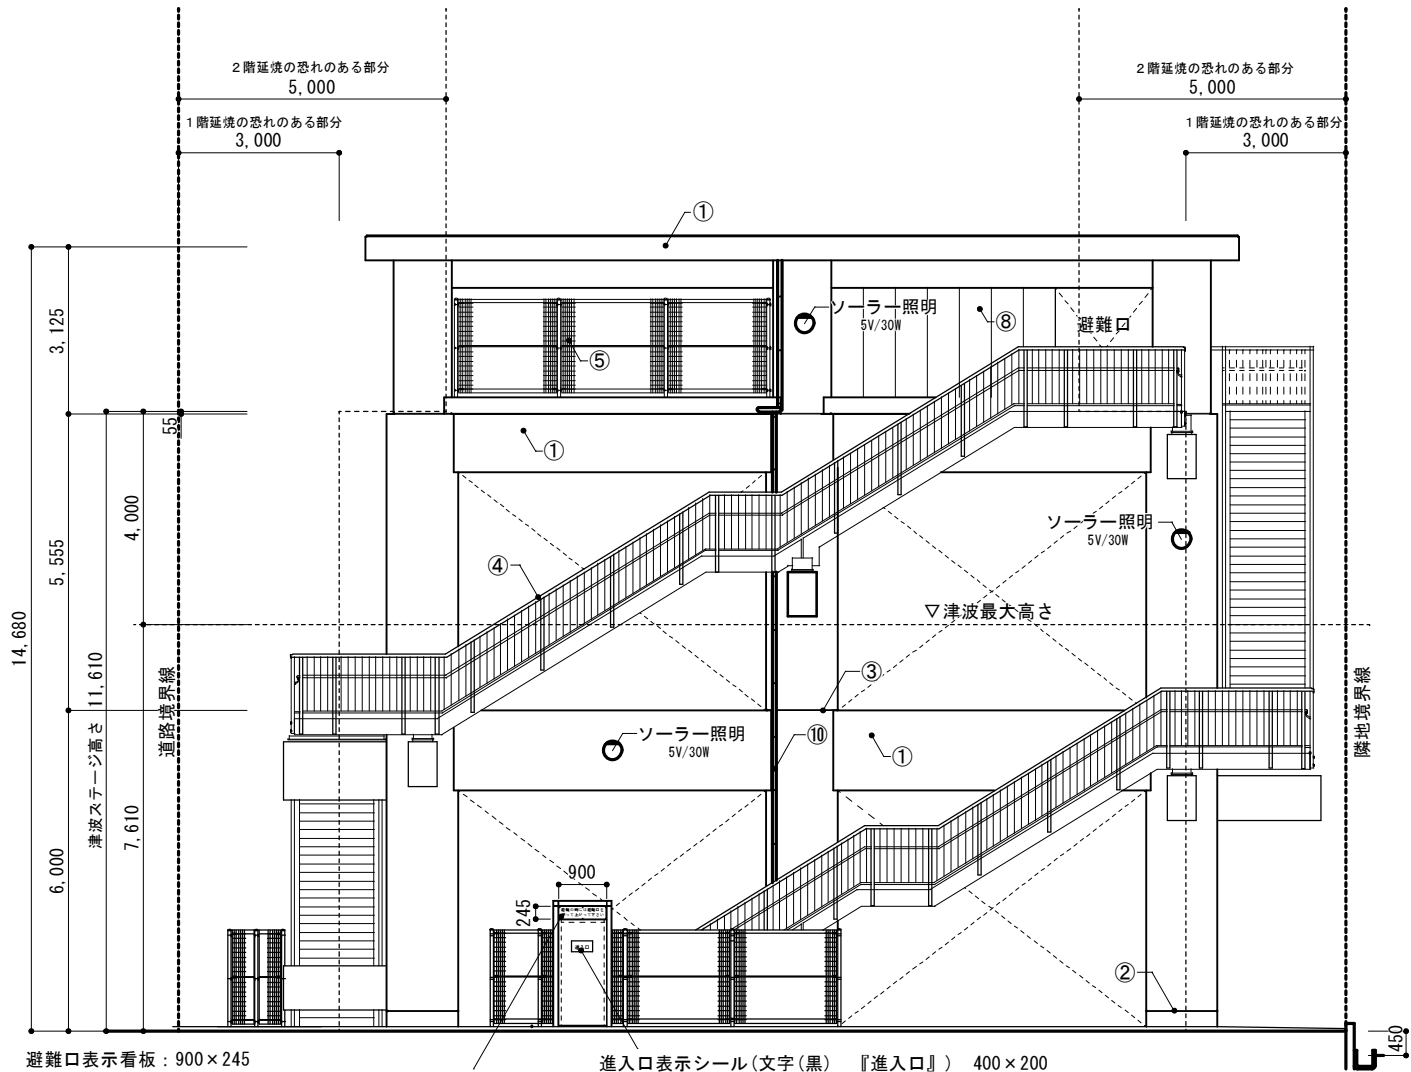 2階延焼の恐れのある部分
5,000
2階延焼の恐れのある部分
5,000
1階延焼の恐れのある部分
3,000
1階延焼の恐れのある部分
3,000
①
ソーラー照明
5V/30W
⑧
避難口
3,125
⑤
55
①
4,000
ソーラー照明
5V/30W
5,555
④
▽津波最大高さ
14,680
津波ステージ高さ 11,610
道路境界線
隣地境界線
③
ソーラー照明
5V/30W
⑩
①
7,610
6,000
900
245
進入口
②
450
避難口表示看板：900×245
進入口表示シール(文字(黒) 『進入口』) 400×200